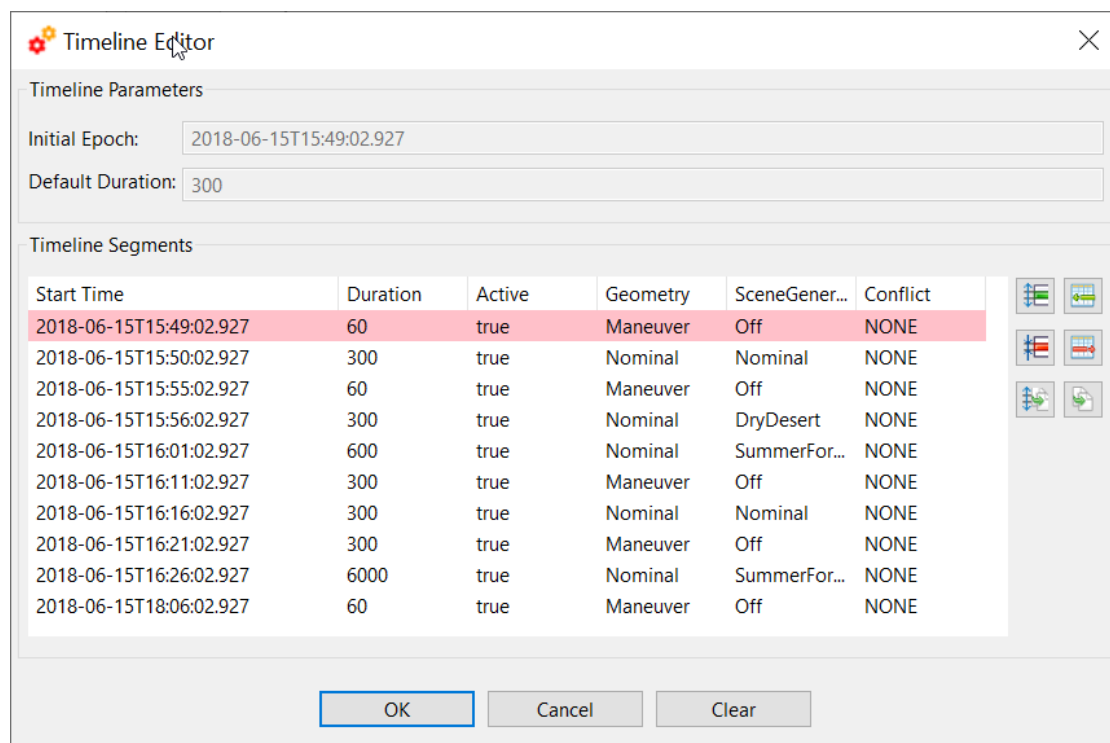 Timeline Editor
Timeline Parameters
Initial Epoch: 2018-06-15T15:49:02.927
Default Duration: 300
Timeline Segments
Start Time Duration Active Geometry SceneGener... Conflict
2018-06-15T15:49:02.927 60 true Maneuver Off NONE
2018-06-15T15:50:02.927 300 true Nominal Nominal NONE
2018-06-15T15:55:02.927 60 true Maneuver Off NONE
2018-06-15T15:56:02.927 300 true Nominal DryDesert NONE
2018-06-15T16:01:02.927 600 true Nominal SummerFor... NONE
2018-06-15T16:11:02.927 300 true Maneuver Off NONE
2018-06-15T16:16:02.927 300 true Nominal Nominal NONE
2018-06-15T16:21:02.927 300 true Maneuver Off NONE
2018-06-15T16:26:02.927 6000 true Nominal SummerFor... NONE
2018-06-15T18:06:02.927 60 true Maneuver Off NONE
OK Cancel Clear